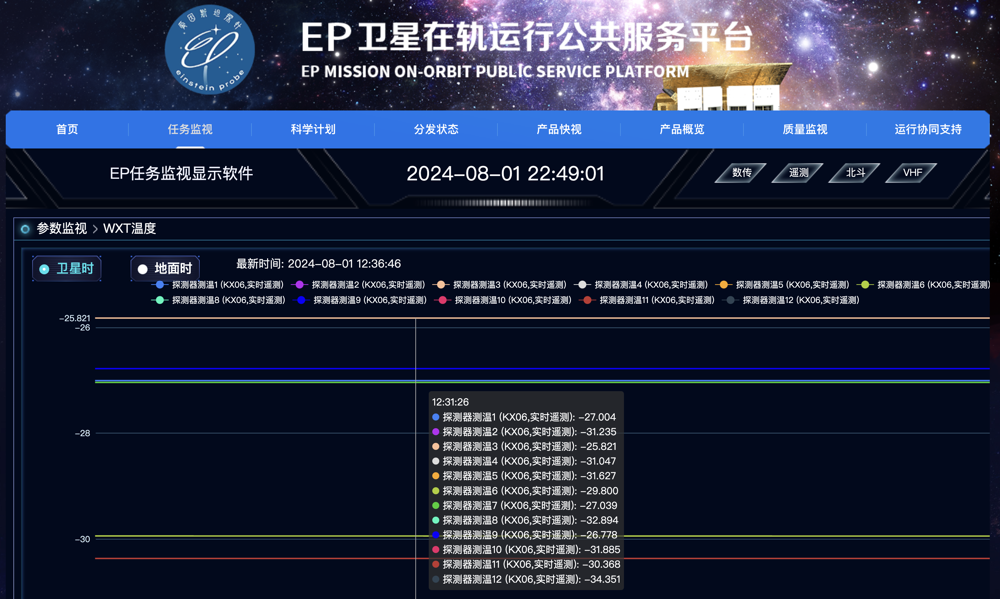 爱因斯坦探针
einstein probe
EP卫星在轨运行公共服务平台
EP MISSION ON-ORBIT PUBLIC SERVICE PLATFORM
首页 任务监视 科学计划 分发状态 产品快视 产品概览 质量监视 运行协同支持
EP任务监视显示软件 2024-08-01 22:49:01 数传 遥测 北斗 VHF
参数监视 > WXT温度
卫星时 地面时 最新时间: 2024-08-01 12:36:46
探测器测温1 (KX06,实时遥测) 探测器测温2 (KX06,实时遥测) 探测器测温3 (KX06,实时遥测) 探测器测温4 (KX06,实时遥测) 探测器测温5 (KX06,实时遥测) 探测器测温6 (KX06,实时遥测)
探测器测温8 (KX06,实时遥测) 探测器测温9 (KX06,实时遥测) 探测器测温10 (KX06,实时遥测) 探测器测温11 (KX06,实时遥测) 探测器测温12 (KX06,实时遥测)
-25.821
-26
-28
-30
12:31:26
探测器测温1 (KX06,实时遥测): -27.004
探测器测温2 (KX06,实时遥测): -31.235
探测器测温3 (KX06,实时遥测): -25.821
探测器测温4 (KX06,实时遥测): -31.047
探测器测温5 (KX06,实时遥测): -31.627
探测器测温6 (KX06,实时遥测): -29.800
探测器测温7 (KX06,实时遥测): -27.039
探测器测温8 (KX06,实时遥测): -32.894
探测器测温9 (KX06,实时遥测): -26.778
探测器测温10 (KX06,实时遥测): -31.885
探测器测温11 (KX06,实时遥测): -30.368
探测器测温12 (KX06,实时遥测): -34.351